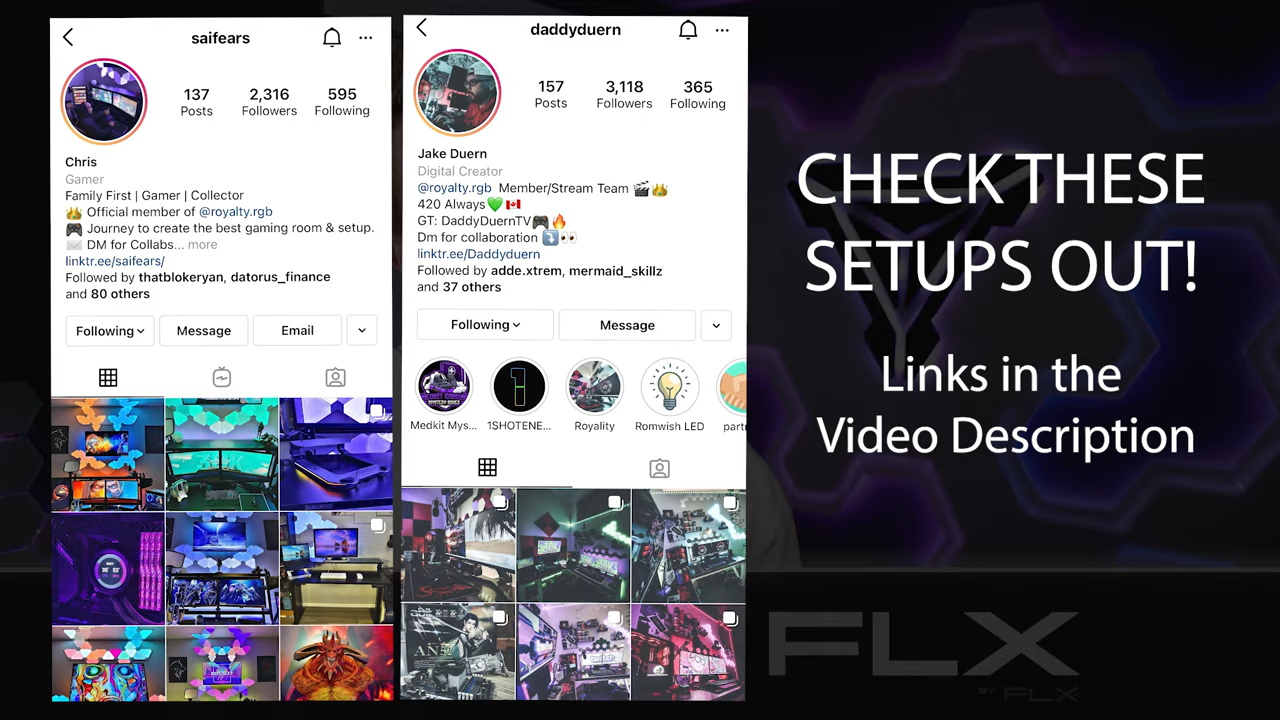 saifears
137 2,316 595
Posts Followers Following
Chris
Gamer
Family First | Gamer | Collector
👑 Official member of @royalty.rgb
🎮 Journey to create the best gaming room & setup.
✉️ DM for Collabs... more
linktr.ee/saifears/
Followed by thatblokeryan, datorus_finance
and 80 others
Following Message Email
daddyduern
157 3,118 365
Posts Followers Following
Jake Duern
Digital Creator
@royalty.rgb Member/Stream Team 🎬👑
420 Always💚🇨🇦
GT: DaddyDuernTV🎮🔥
Dm for collaboration ⤵️👀
linktr.ee/Daddyduern
Followed by adde.xtrem, mermaid_skillz
and 37 others
Following Message
Medkit Mys... 1SHOTENE... Royality Romwish LED part
CHECK THESE
SETUPS OUT!
Links in the
Video Description
FLX
BY FLX